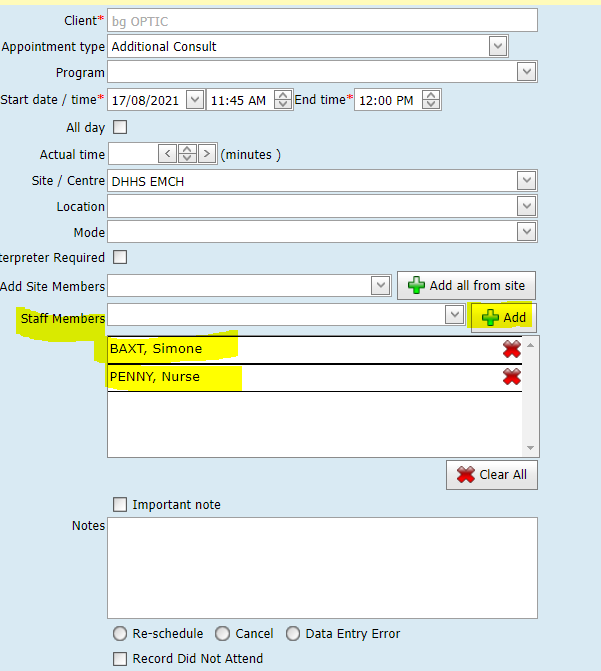 Client* bg OPTIC
Appointment type Additional Consult
Program
Start date / time* 17/08/2021 11:45 AM End time* 12:00 PM
All day
Actual time (minutes )
Site / Centre DHHS EMCH
Location
Mode
terpreter Required
Add Site Members Add all from site
Staff Members Add
BAXT, Simone
PENNY, Nurse
Clear All
Important note
Notes
Re-schedule Cancel Data Entry Error
Record Did Not Attend